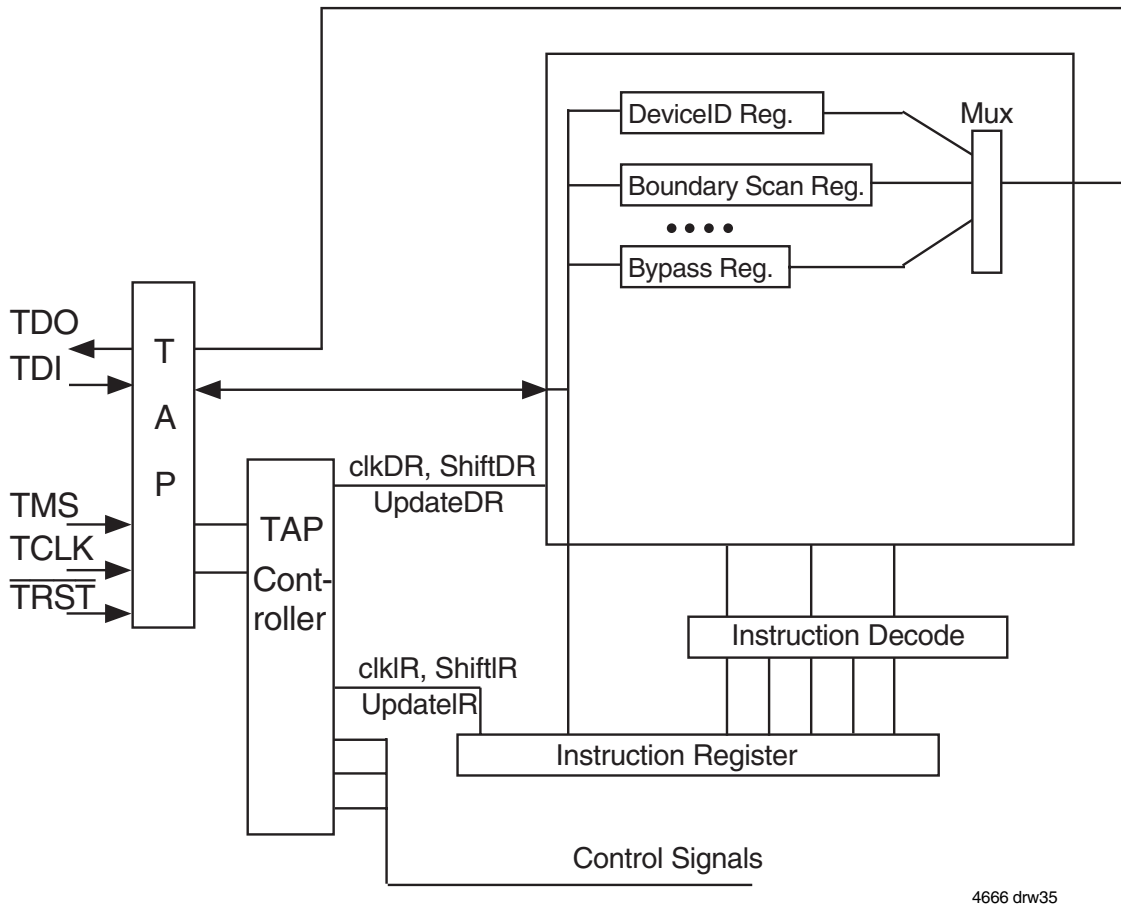 DeviceID Reg.
Mux
Boundary Scan Reg.
Bypass Reg.
TDO
TDI
T
A
P
TMS
TCLK
TRST
TAP
Cont-
roller
clkDR, ShiftDR
UpdateDR
Instruction Decode
clkIR, ShiftIR
UpdateIR
Instruction Register
Control Signals
4666 drw35